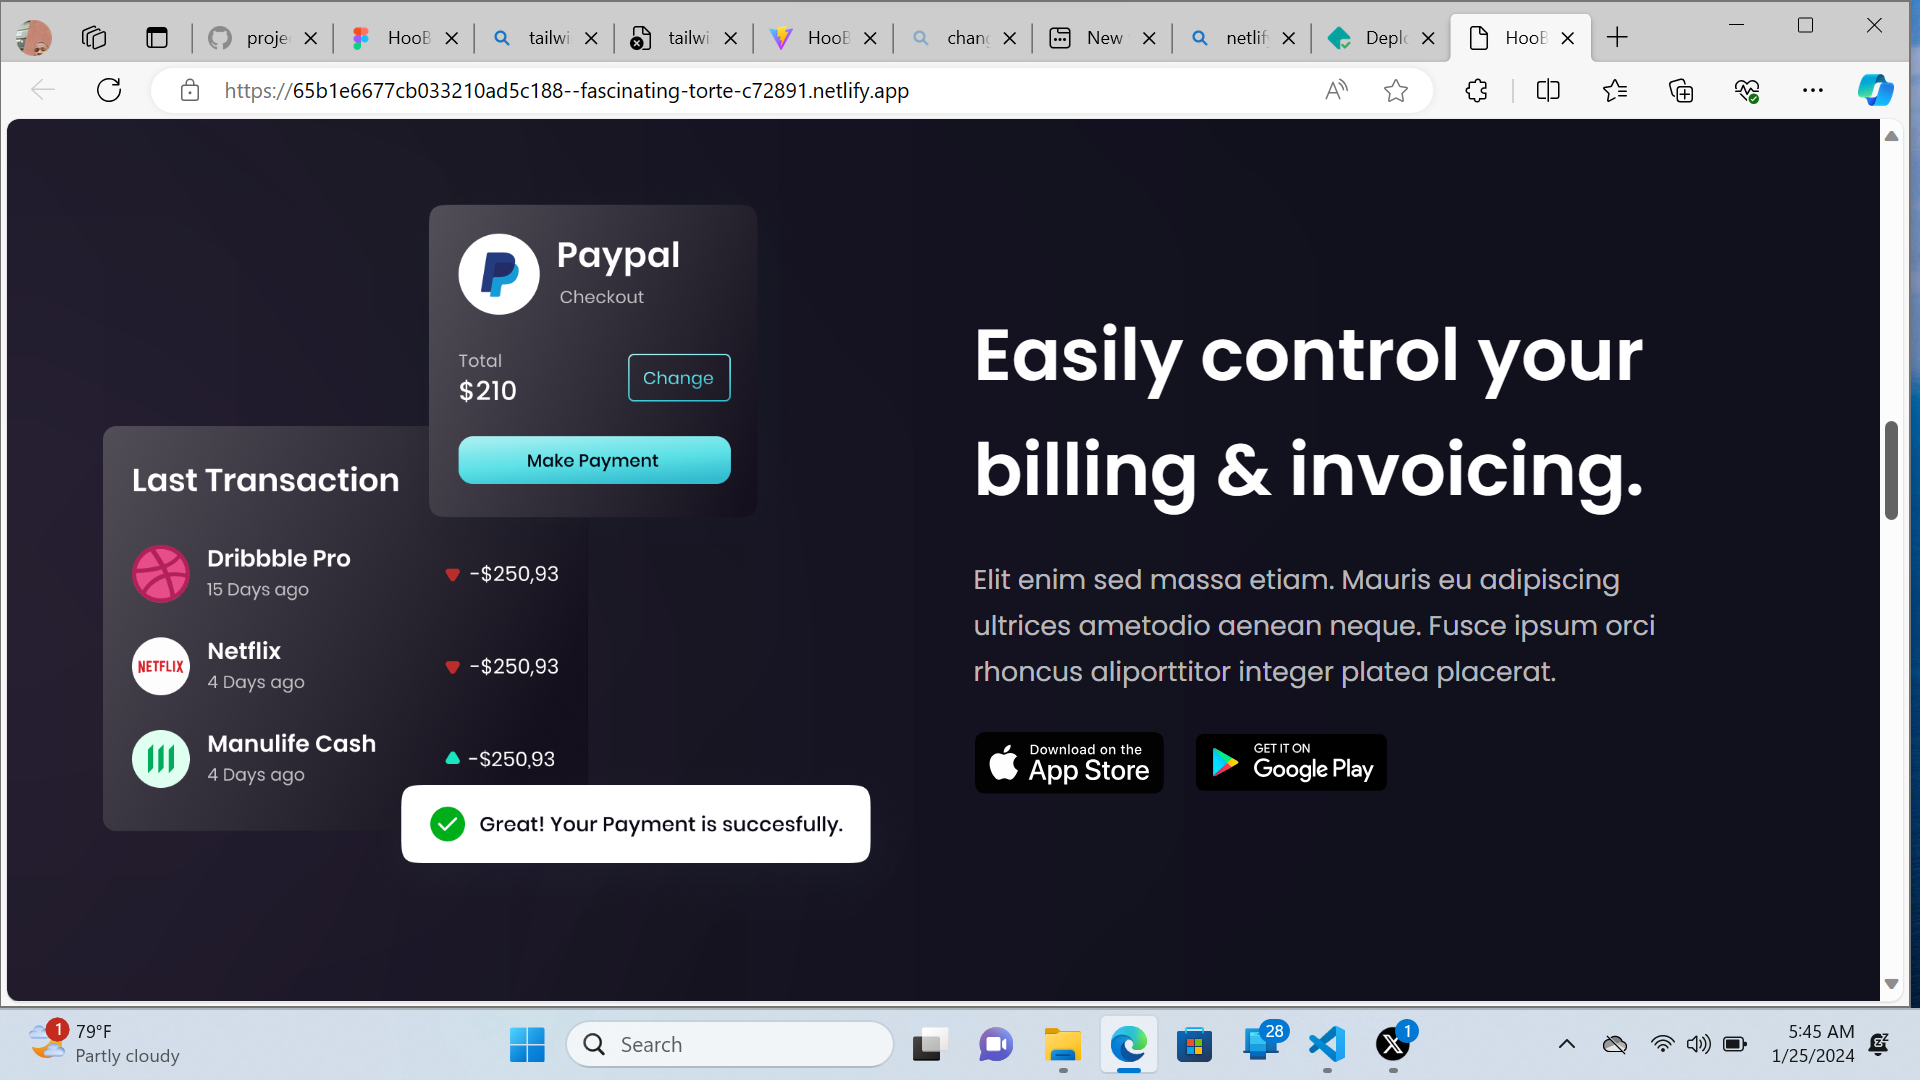 proje
HooB
tailwi
tailwi
HooB
chang
New
netlify
Deplo
HooB
https://65b1e6677cb033210ad5c188--fascinating-torte-c72891.netlify.app
Paypal
Checkout
Total
$210
Change
Make Payment
Last Transaction
Dribbble Pro
15 Days ago
-$250,93
NETFLIX
Netflix
4 Days ago
-$250,93
Manulife Cash
4 Days ago
-$250,93
Great! Your Payment is succesfully.
Easily control your
billing & invoicing.
Elit enim sed massa etiam. Mauris eu adipiscing
ultrices ametodio aenean neque. Fusce ipsum orci
rhoncus aliporttitor integer platea placerat.
Download on the
App Store
GET IT ON
Google Play
1
79°F
Partly cloudy
Search
28
1
5:45 AM
1/25/2024